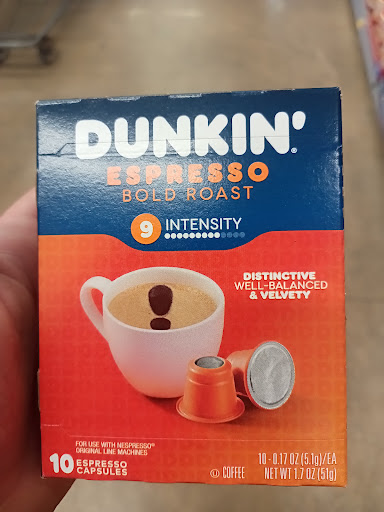 DUNKIN'®
ESPRESSO
BOLD ROAST
9 INTENSITY
DISTINCTIVE
WELL-BALANCED
& VELVETY
FOR USE WITH NESPRESSO®
ORIGINAL LINE MACHINES
10 ESPRESSO
CAPSULES
Ⓤ COFFEE
10 - 0.17 OZ (5.1g)/EA
NET WT 1.7 OZ (51g)